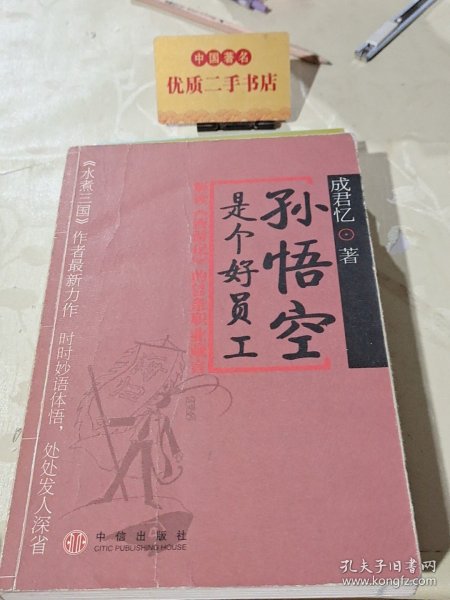 中国著名
优质二手书店
成君忆 著
孙悟空
是个好员工
《水煮三国》作者最新力作 时时妙语体悟，处处发人深省
中信出版社
CITIC PUBLISHING HOUSE
孔夫子旧书网
www.kongfz.com